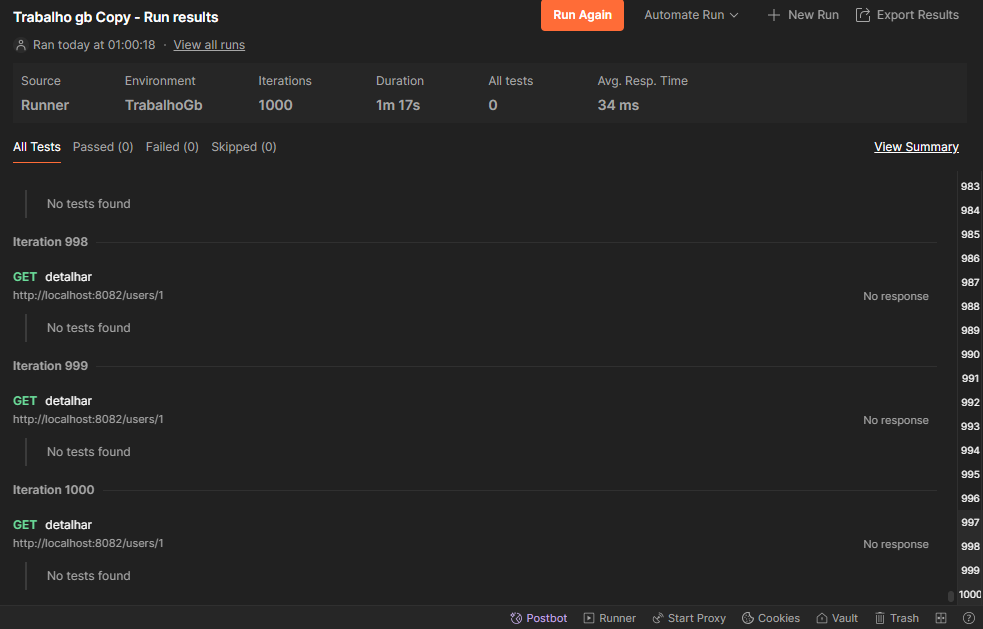 Trabalho gb Copy - Run results
Run Again
Automate Run
New Run
Export Results
Ran today at 01:00:18 · View all runs
Source Environment Iterations Duration All tests Avg. Resp. Time
Runner TrabalhoGb 1000 1m 17s 0 34 ms
All Tests Passed (0) Failed (0) Skipped (0) View Summary
No tests found
Iteration 998
GET detalhar
http://localhost:8082/users/1
No response
No tests found
Iteration 999
GET detalhar
http://localhost:8082/users/1
No response
No tests found
Iteration 1000
GET detalhar
http://localhost:8082/users/1
No response
No tests found
983
984
985
986
987
988
989
990
991
992
993
994
995
996
997
998
999
1000
Postbot Runner Start Proxy Cookies Vault Trash